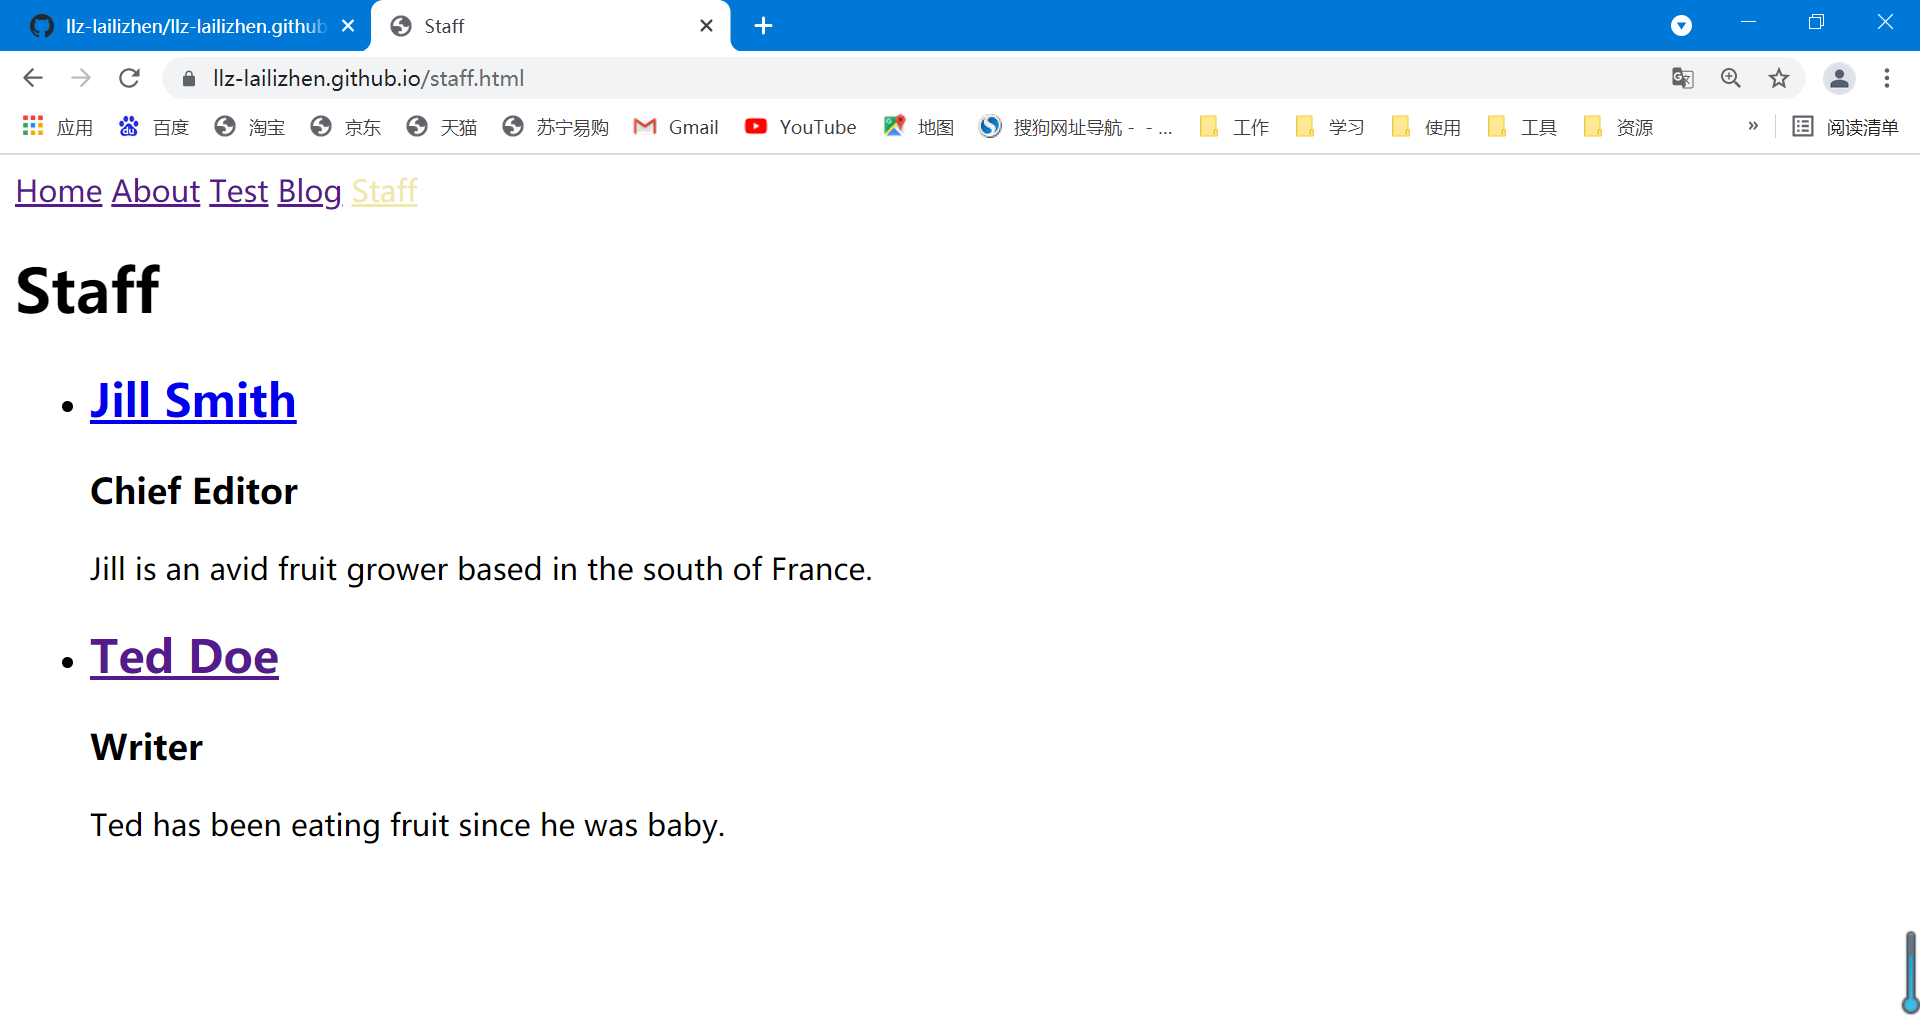 llz-lailizhen/llz-lailizhen.github Staff
llz-lailizhen.github.io/staff.html
应用 百度 淘宝 京东 天猫 苏宁易购 Gmail YouTube 地图 搜狗网址导航 - - ... 工作 学习 使用 工具 资源 » 阅读清单
Home About Test Blog Staff
Staff
Jill Smith
Chief Editor
Jill is an avid fruit grower based in the south of France.
Ted Doe
Writer
Ted has been eating fruit since he was baby.